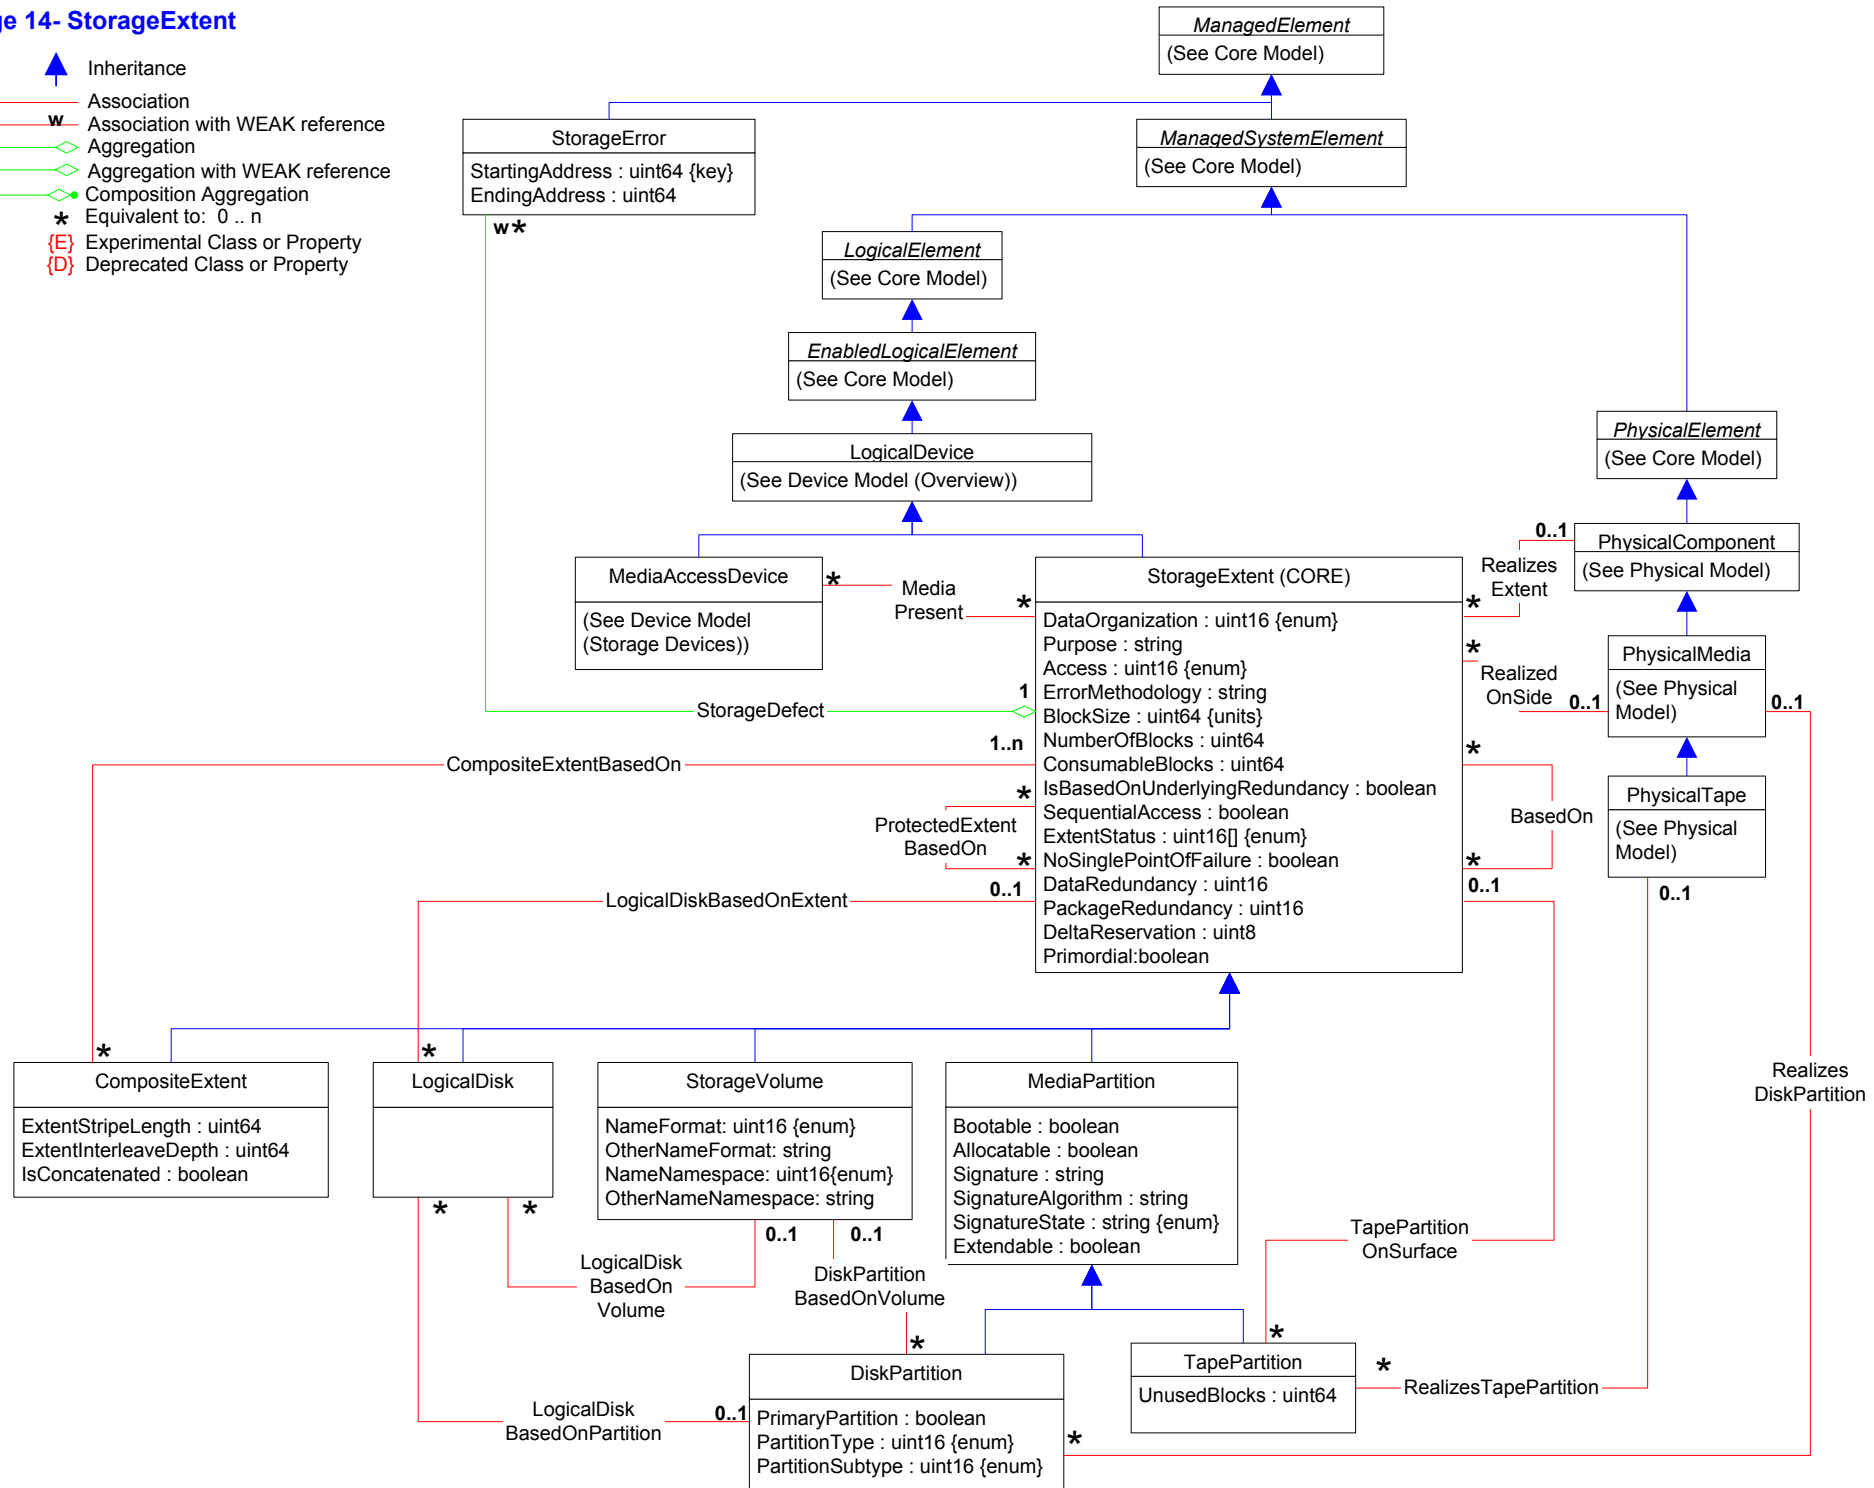 ge 14- StorageExtent
Inheritance
Association
w Association with WEAK reference
Aggregation
Aggregation with WEAK reference
Composition Aggregation
* Equivalent to: 0 .. n
{E} Experimental Class or Property
{D} Deprecated Class or Property
ManagedElement
(See Core Model)
StorageError
StartingAddress : uint64 {key}
EndingAddress : uint64
w*
ManagedSystemElement
(See Core Model)
LogicalElement
(See Core Model)
EnabledLogicalElement
(See Core Model)
LogicalDevice
(See Device Model (Overview))
PhysicalElement
(See Core Model)
0..1
PhysicalComponent
(See Physical Model)
Realizes
Extent
*
MediaAccessDevice
(See Device Model
(Storage Devices))
*
Media
Present
*
StorageExtent (CORE)
DataOrganization : uint16 {enum}
Purpose : string
Access : uint16 {enum}
ErrorMethodology : string
BlockSize : uint64 {units}
NumberOfBlocks : uint64
ConsumableBlocks : uint64
IsBasedOnUnderlyingRedundancy : boolean
SequentialAccess : boolean
ExtentStatus : uint16[] {enum}
NoSinglePointOfFailure : boolean
DataRedundancy : uint16
PackageRedundancy : uint16
DeltaReservation : uint8
Primordial:boolean
*
Realized
OnSide
0..1
PhysicalMedia
(See Physical
Model)
0..1
PhysicalTape
(See Physical
Model)
0..1
1
StorageDefect
1..n
CompositeExtentBasedOn
*
ProtectedExtent
BasedOn
*
*
BasedOn
*
0..1
LogicalDiskBasedOnExtent
0..1
*
CompositeExtent
ExtentStripeLength : uint64
ExtentInterleaveDepth : uint64
IsConcatenated : boolean
*
LogicalDisk
*
*
StorageVolume
NameFormat: uint16 {enum}
OtherNameFormat: string
NameNamespace: uint16{enum}
OtherNameNamespace: string
0..1
0..1
MediaPartition
Bootable : boolean
Allocatable : boolean
Signature : string
SignatureAlgorithm : string
SignatureState : string {enum}
Extendable : boolean
Realizes
DiskPartition
TapePartition
OnSurface
LogicalDisk
BasedOn
Volume
DiskPartition
BasedOnVolume
*
DiskPartition
PrimaryPartition : boolean
PartitionType : uint16 {enum}
PartitionSubtype : uint16 {enum}
*
TapePartition
UnusedBlocks : uint64
*
RealizesTapePartition
LogicalDisk
BasedOnPartition
0..1
*